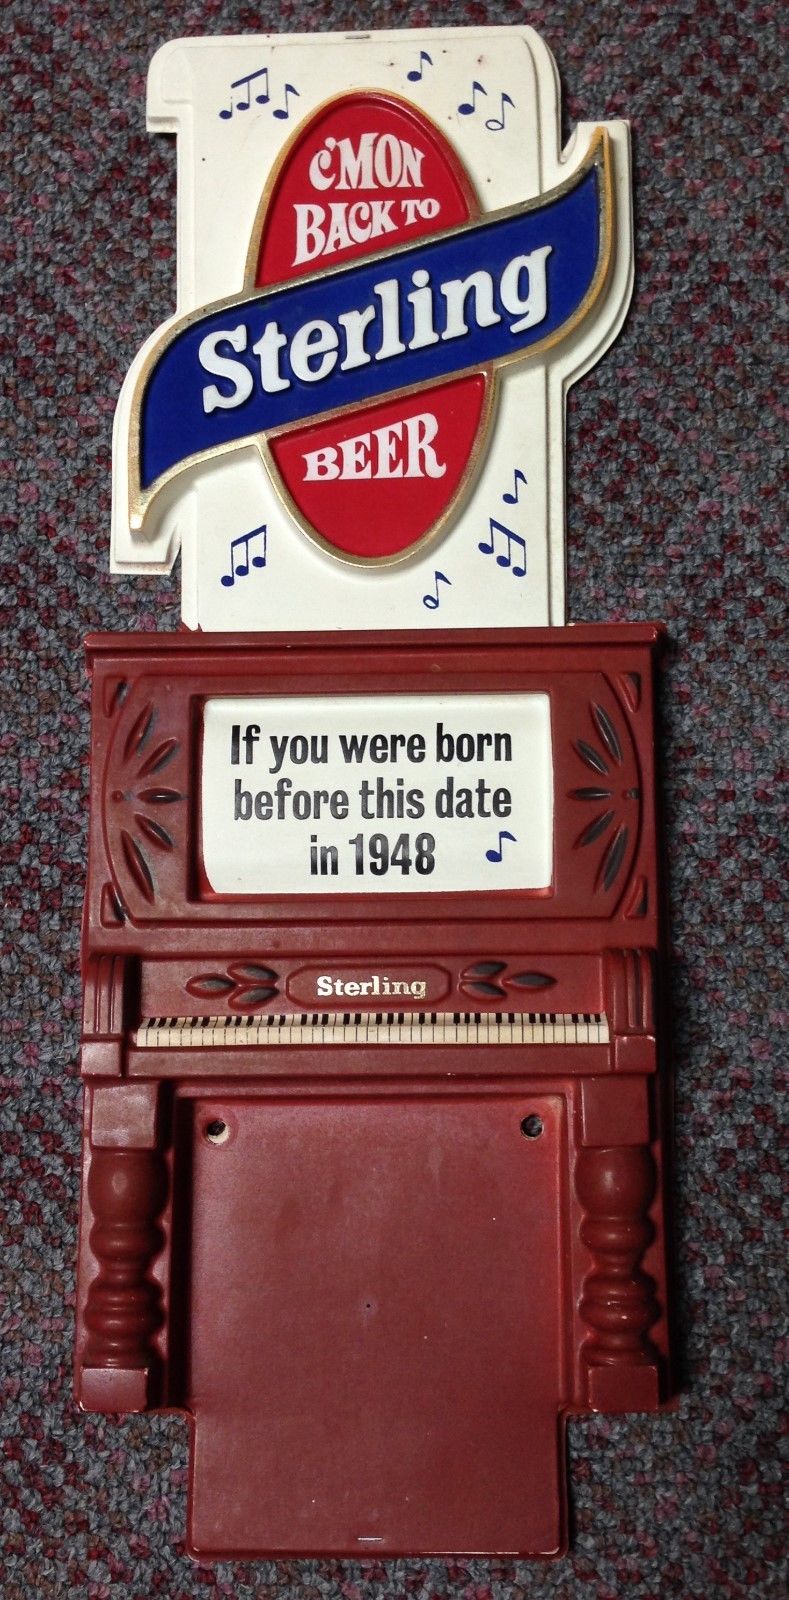 C'MON
BACK TO
Sterling
BEER
If you were born
before this date
in 1948
Sterling